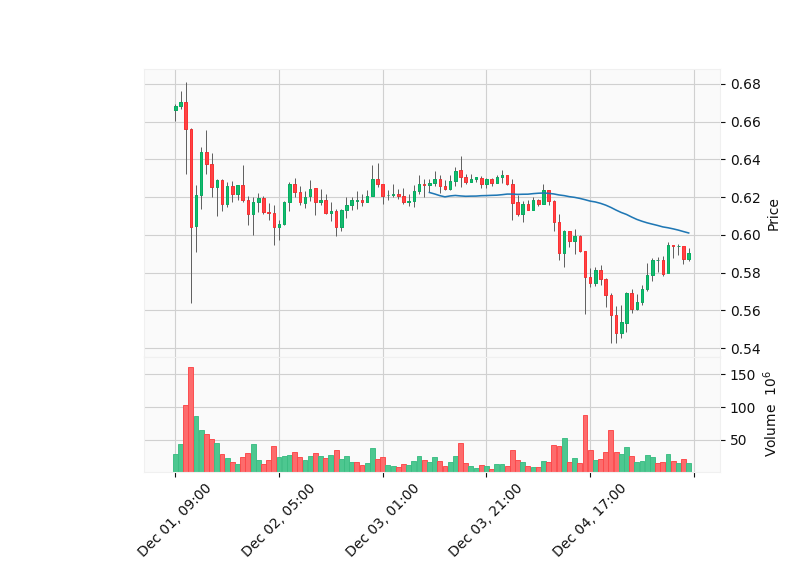 0.68
0.66
0.64
0.62
0.60
0.58
0.56
0.54
Price
150
100
50
Volume 10⁶
Dec 01, 09:00
Dec 02, 05:00
Dec 03, 01:00
Dec 03, 21:00
Dec 04, 17:00